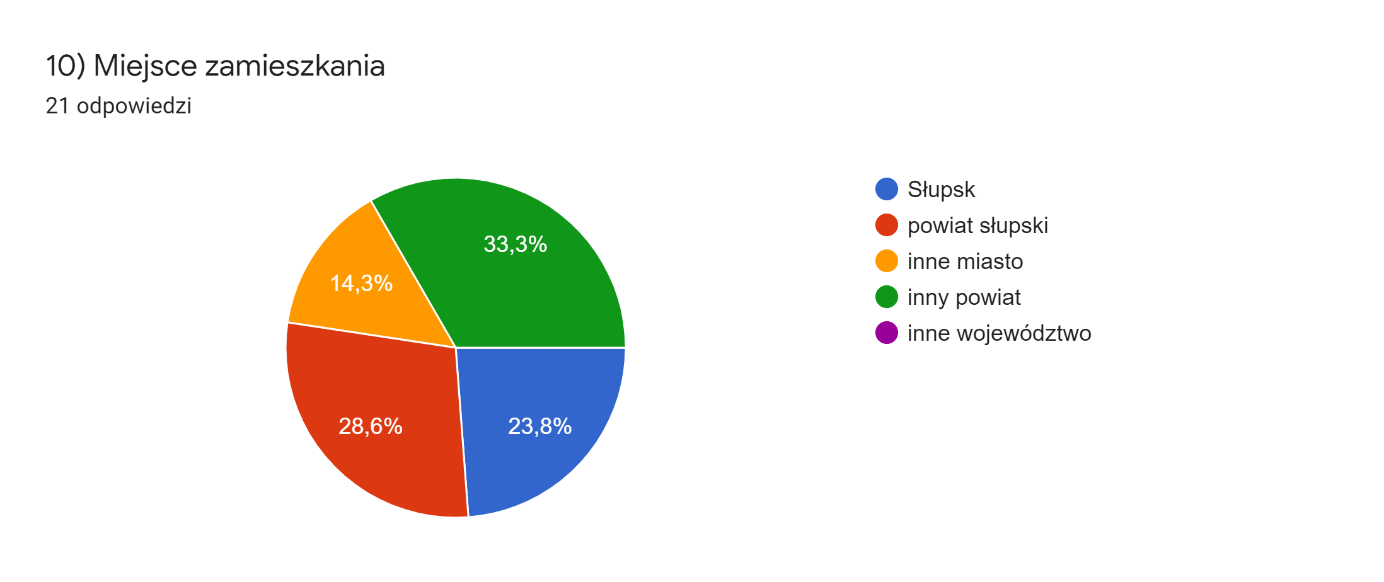 10) Miejsce zamieszkania
21 odpowiedzi
33,3%
14,3%
28,6%
23,8%
Słupsk
powiat słupski
inne miasto
inny powiat
inne województwo